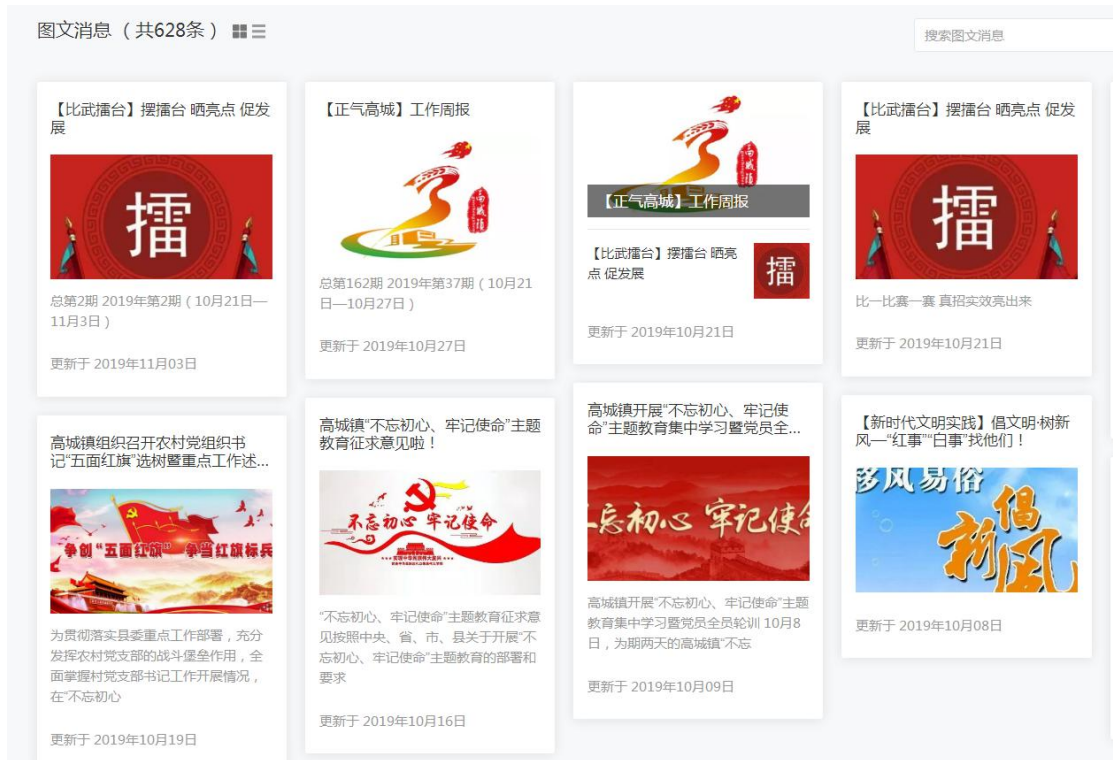 图文消息 （共628条）
搜索图文消息
【比武擂台】摆擂台 晒亮点 促发
展
擂
总第2期 2019年第2期（10月21日—
11月3日）
更新于 2019年11月03日
高城镇组织召开农村党组织书
记“五面红旗”选树暨重点工作述...
争创“五面红旗” 争当红旗标兵
为贯彻落实县委重点工作部署，充分
发挥农村党支部的战斗堡垒作用，全
面掌握村党支部书记工作开展情况，
在“不忘初心
更新于 2019年10月19日
【正气高城】工作周报
高城镇
总第162期 2019年第37期（10月21
日—10月27日）
更新于 2019年10月27日
高城镇“不忘初心、牢记使命”主题
教育征求意见啦！
不忘初心 牢记使命
“不忘初心、牢记使命”主题教育征求意
见按照中央、省、市、县关于开展“不
忘初心、牢记使命”主题教育的部署和
要求
更新于 2019年10月16日
高城镇
【正气高城】工作周报
【比武擂台】摆擂台 晒亮
点 促发展
擂
更新于 2019年10月21日
高城镇开展“不忘初心、牢记使
命”主题教育集中学习暨党员全...
忘初心 牢记使命
高城镇开展“不忘初心、牢记使命”主题
教育集中学习暨党员全员轮训 10月8
日，为期两天的高城镇“不忘
更新于 2019年10月09日
【比武擂台】摆擂台 晒亮点 促发
展
擂
比一比赛一赛 真招实效亮出来
更新于 2019年10月21日
【新时代文明实践】倡文明·树新
风—“红事”“白事”找他们！
移风易俗
倡
新风
更新于 2019年10月08日